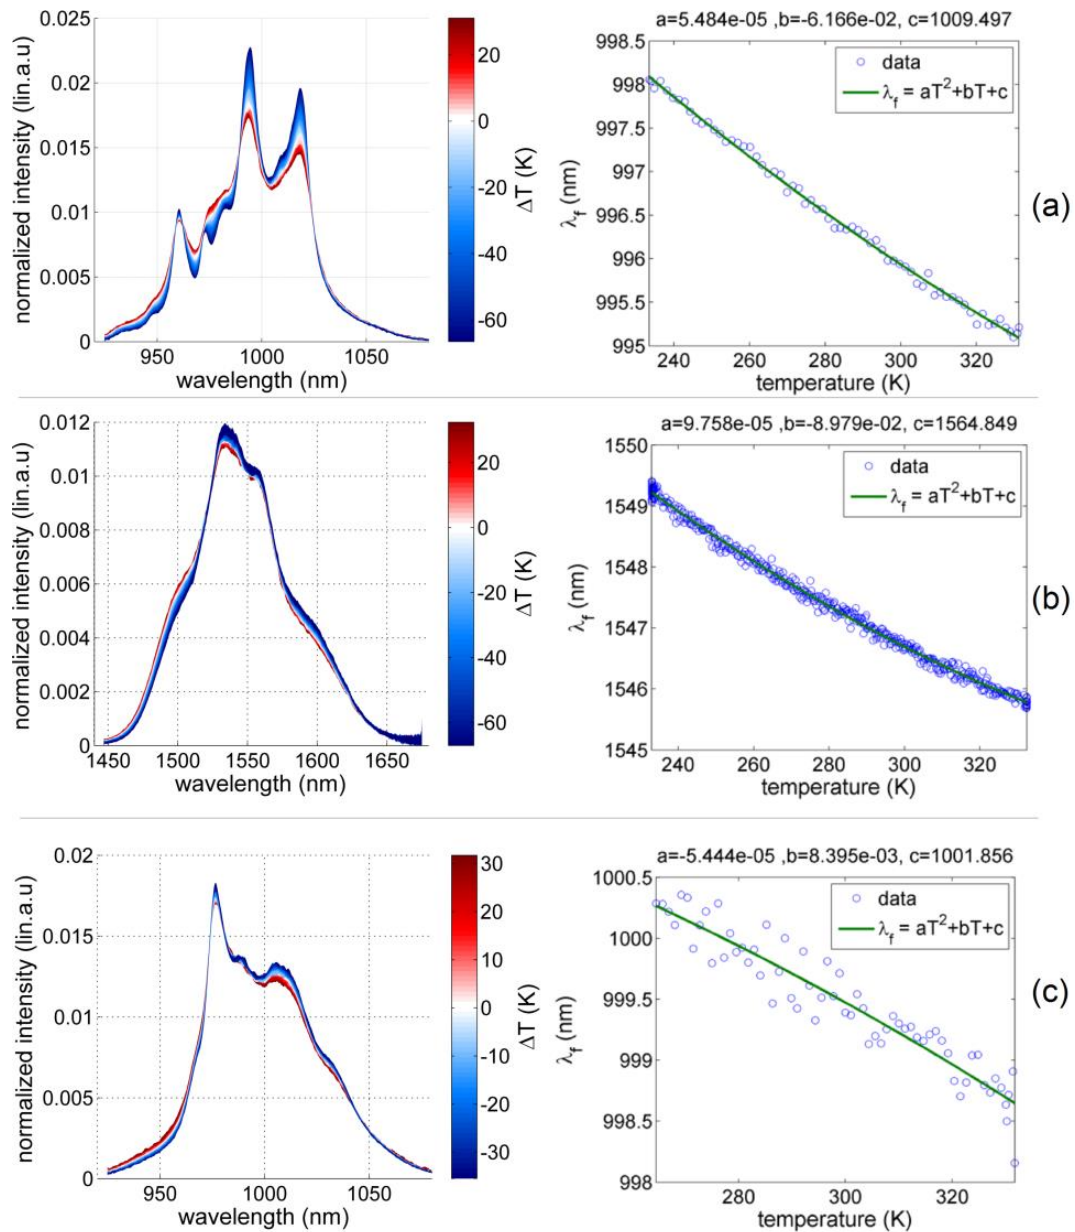 a=5.484e-05 ,b=-6.166e-02, c=1009.497
normalized intensity (lin.a.u)
0.025
0.02
0.015
0.01
0.005
0
950
1000
1050
wavelength (nm)
20
0
-20
-40
-60
ΔT (K)
998.5
998
997.5
997
996.5
996
995.5
995
λf (nm)
data
λf = aT²+bT+c
240
260
280
300
320
temperature (K)
(a)
a=9.758e-05 ,b=-8.979e-02, c=1564.849
normalized intensity (lin.a.u)
0.012
0.01
0.008
0.006
0.004
0.002
0
1450
1500
1550
1600
1650
wavelength (nm)
20
0
-20
-40
-60
ΔT (K)
1550
1549
1548
1547
1546
1545
λf (nm)
data
λf = aT²+bT+c
240
260
280
300
320
temperature (K)
(b)
a=-5.444e-05 ,b=8.395e-03, c=1001.856
normalized intensity (lin.a.u)
0.02
0.015
0.01
0.005
0
950
1000
1050
wavelength (nm)
30
20
10
0
-10
-20
-30
ΔT (K)
1000.5
1000
999.5
999
998.5
998
λf (nm)
data
λf = aT²+bT+c
280
300
320
temperature (K)
(c)